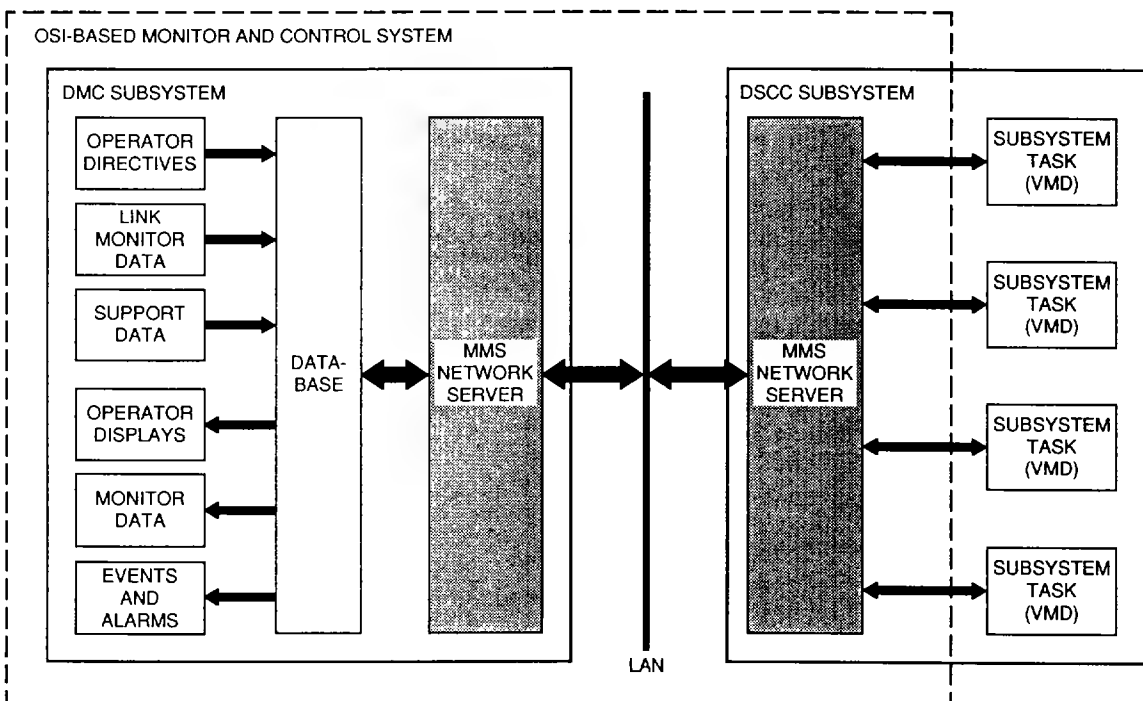 OSI-BASED MONITOR AND CONTROL SYSTEM
DMC SUBSYSTEM
OPERATOR
DIRECTIVES
LINK
MONITOR
DATA
SUPPORT
DATA
OPERATOR
DISPLAYS
MONITOR
DATA
EVENTS
AND
ALARMS
DATA-
BASE
MMS
NETWORK
SERVER
LAN
DSCC SUBSYSTEM
MMS
NETWORK
SERVER
SUBSYSTEM
TASK
(VMD)
SUBSYSTEM
TASK
(VMD)
SUBSYSTEM
TASK
(VMD)
SUBSYSTEM
TASK
(VMD)